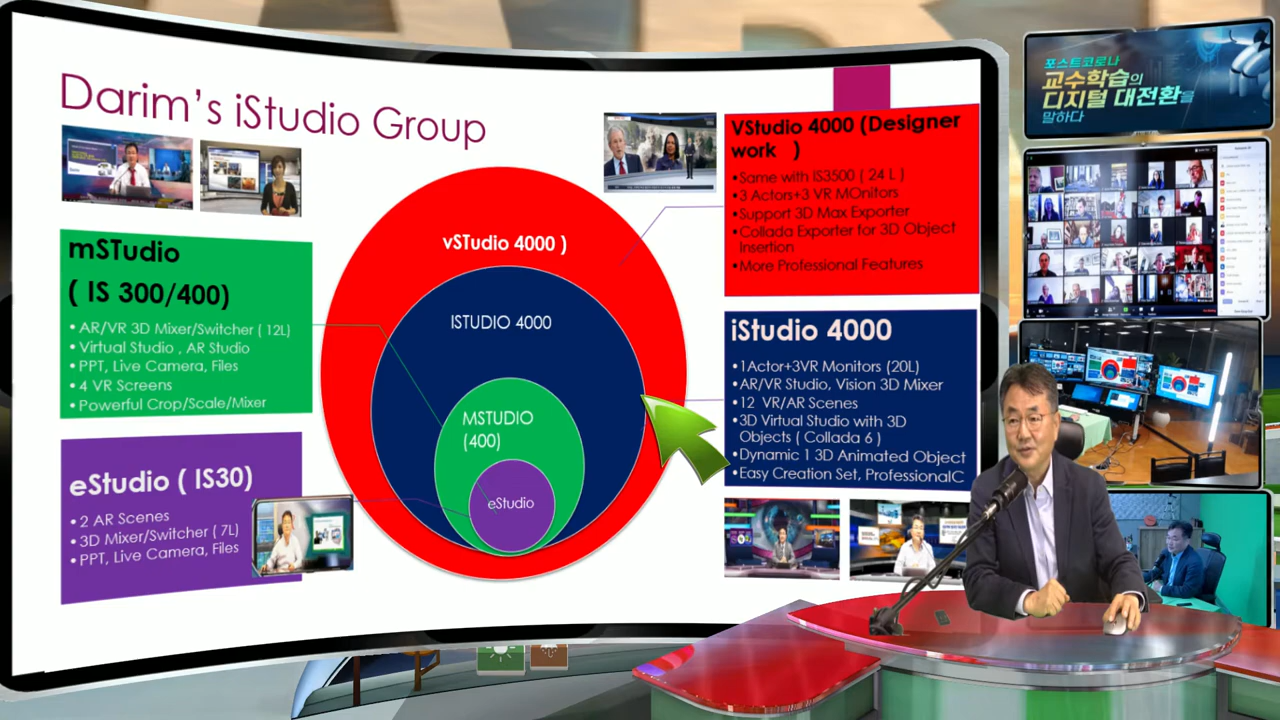 Darim's iStudio Group
mSTudio
( IS 300/400)
•AR/VR 3D Mixer/Switcher ( 12L)
•Virtual Studio , AR Studio
•PPT, Live Camera, Files
•4 VR Screens
•Powerful Crop/Scale/Mixer
eStudio ( IS30)
•2 AR Scenes
•3D Mixer/Switcher ( 7L)
•PPT, Live Camera, Files
vSTudio 4000 )
ISTUDIO 4000
MSTUDIO
(400)
eStudio
VStudio 4000 (Designer
work )
•Same with IS3500 ( 24 L )
•3 Actors+3 VR MOnitors
•Support 3D Max Exporter
•Collada Exporter for 3D Object
Insertion
•More Professional Features
iStudio 4000
•1Actor+3VR Monitors (20L)
•AR/VR Studio, Vision 3D Mixer
•12 VR/AR Scenes
•3D Virtual Studio with 3D
Objects ( Collada 6 )
•Dynamic 1 3D Animated Object
•Easy Creation Set, ProfessionalC
포스트코로나
교수학습의
디지털 대전환을
말하다